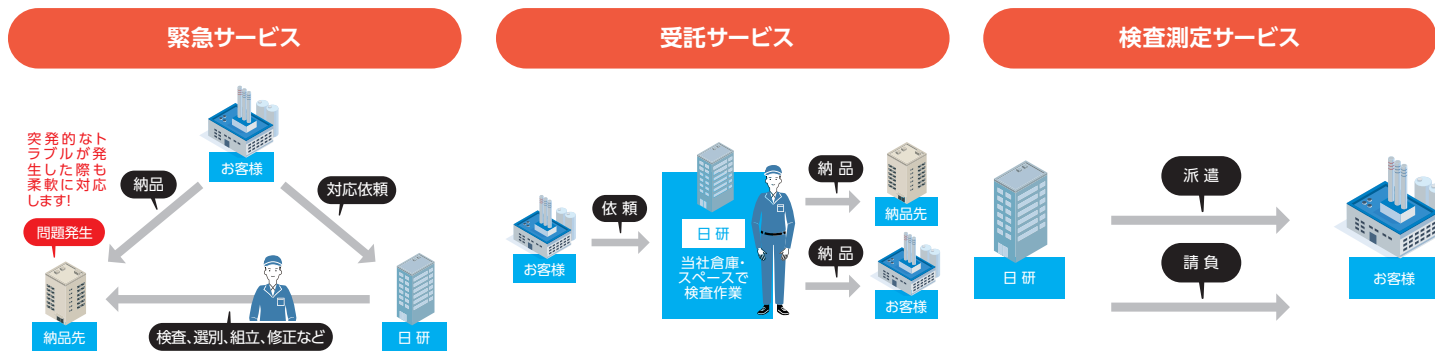 緊急サービス
お客様
突発的なト
ラブルが発
生した際も
柔軟に対応
します!
納品
対応依頼
問題発生
納品先
検査、選別、組立、修正など
日研
受託サービス
お客様
依頼
日研
当社倉庫・
スペースで
検査作業
納品
納品先
納品
お客様
検査測定サービス
日研
派遣
請負
お客様